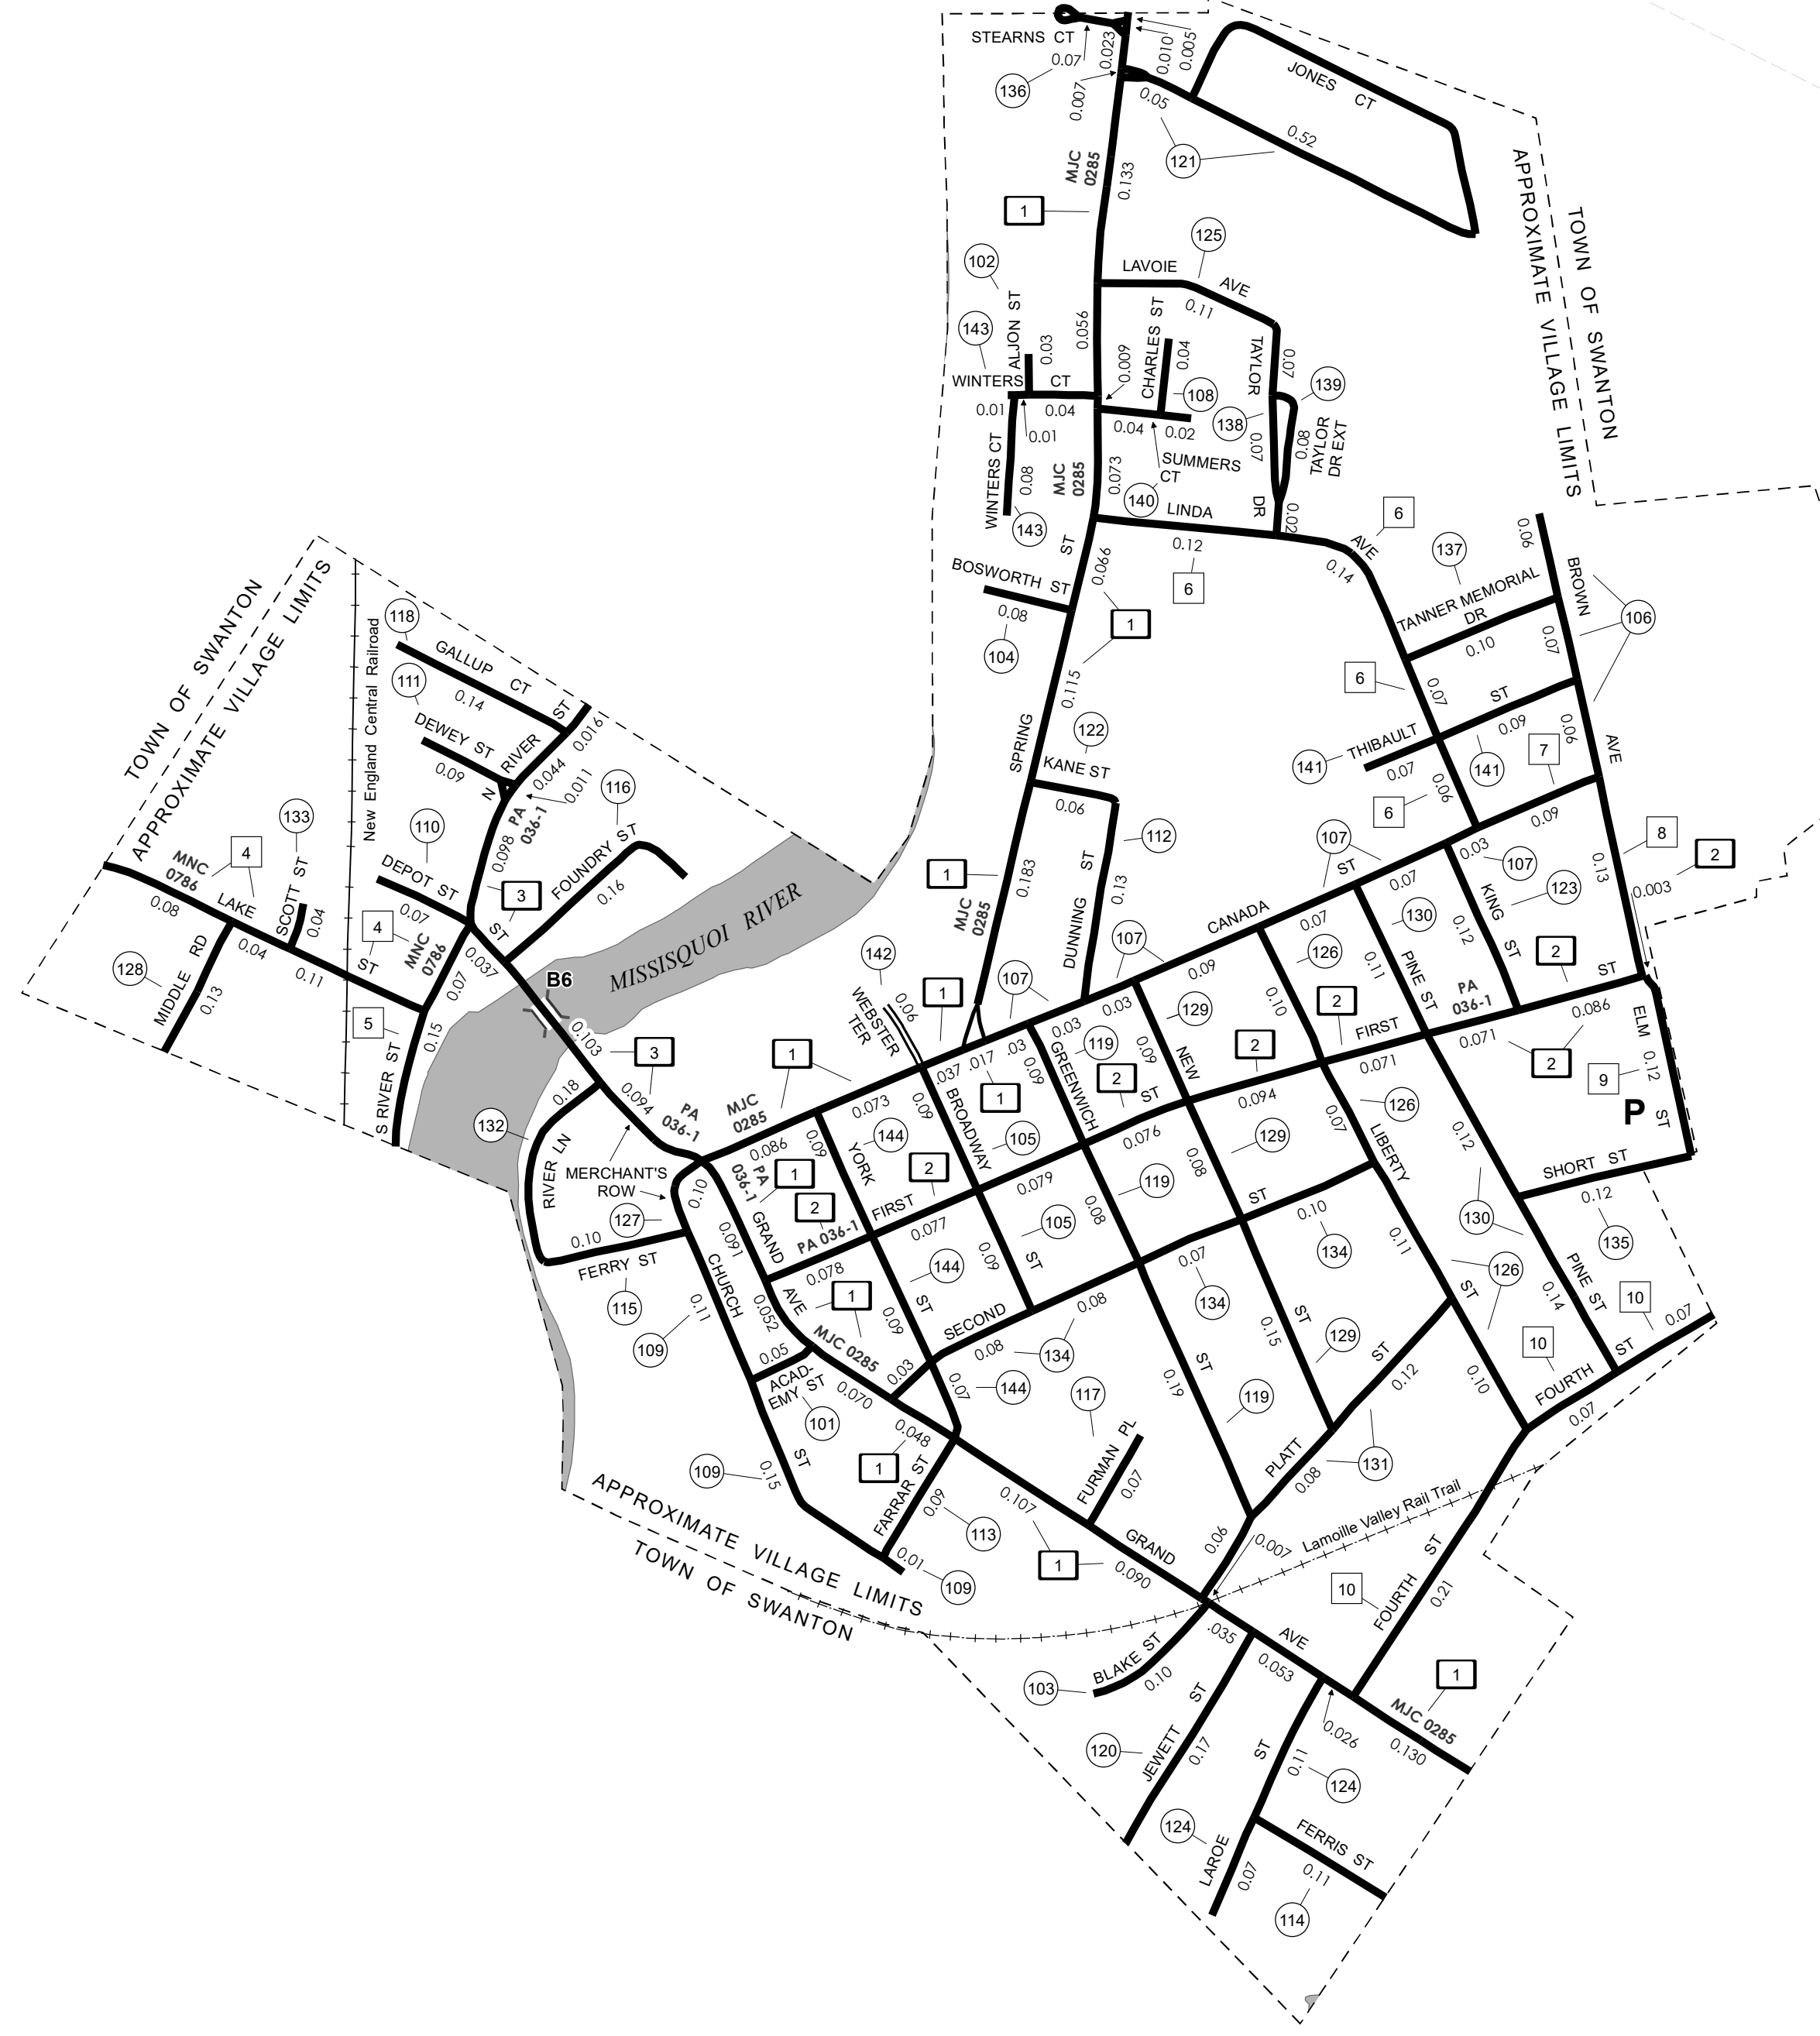 STEARNS CT
0.07
0.023
0.010
0.005
136
0.007
0.05
JONES CT
0.52
121
MJC
0285
0.133
1
TOWN OF SWANTON
APPROXIMATE VILLAGE LIMITS
125
LAVOIE AVE
0.11
102
ALJON ST
0.03
143
0.056
0.009
CHARLES ST
0.04
108
TAYLOR DR
0.07
139
138
0.07
0.08
TAYLOR
DR EXT
0.02
WINTERS CT
0.01
0.04
0.01
WINTERS CT
0.08
143
MJC
0285
0.073
0.04
0.02
SUMMERS
CT
140
LINDA AVE
0.12
6
6
0.14
BOSWORTH ST
0.08
104
0.066
1
0.115
SPRING ST
137
TANNER MEMORIAL
DR
0.10
0.06
BROWN AVE
106
0.07
6
0.07
THIBAULT ST
0.09
0.07
141
141
7
0.06
6
0.06
0.09
8
0.13
2
0.003
TOWN OF SWANTON
APPROXIMATE VILLAGE LIMITS
New England Central Railroad
118
GALLUP CT
0.14
111
DEWEY ST
0.09
N RIVER ST
0.016
0.044
0.011
PA
036-1
0.098
116
FOUNDRY ST
0.16
110
DEPOT ST
0.07
3
ST
133
SCOTT ST
0.04
4
MNC
0786
LAKE ST
0.08
0.04
0.11
4
MNC
0786
0.07
0.037
128
MIDDLE RD
0.13
5
S RIVER ST
0.15
B6
MISSISQUOI RIVER
0.103
3
0.094
PA
036-1
122
KANE ST
0.06
112
DUNNING ST
0.13
1
0.183
MJC
0285
142
WEBSTER
TER
0.06
1
107
107
107
107
CANADA ST
0.03
0.09
0.07
0.07
0.03
.037
.017
.03
0.03
1
1
MJC
0285
0.086
0.073
KING ST
0.12
123
130
0.11
PINE ST
PA
036-1
2
0.086
0.071
2
ELM ST
0.12
9
P
126
0.10
2
FIRST ST
0.071
129
NEW ST
0.09
2
0.094
119
GREENWICH ST
0.09
2
0.076
BROADWAY ST
0.09
105
0.079
YORK ST
0.09
144
2
0.077
FIRST
PA 036-1
2
0.078
1
PA
036-1
132
0.18
RIVER LN
MERCHANT'S
ROW
127
0.10
0.10
FERRY ST
115
CHURCH ST
0.11
109
GRAND AVE
0.091
0.052
1
MJC 0285
0.05
ACAD-
EMY ST
101
0.070
0.048
1
109
0.15
FARRAR ST
0.09
113
0.01
109
144
0.09
0.03
0.07
144
SECOND ST
0.08
0.08
134
0.07
134
0.10
134
105
0.09
119
0.08
129
0.08
126
0.07
LIBERTY ST
0.11
126
0.10
0.12
130
0.14
PINE ST
SHORT ST
0.12
135
10
10
FOURTH ST
0.07
0.07
0.15
129
0.19
119
PLATT ST
0.12
0.08
131
117
FURMAN PL
0.07
0.107
1
0.090
GRAND AVE
0.06
0.007
Lamoille Valley Rail Trail
10
FOURTH ST
0.21
APPROXIMATE VILLAGE LIMITS
TOWN OF SWANTON
103
BLAKE ST
0.10
.035
0.053
0.026
1
MJC 0285
0.130
120
JEWETT ST
0.17
124
LAROE ST
0.11
124
0.07
FERRIS ST
0.11
114